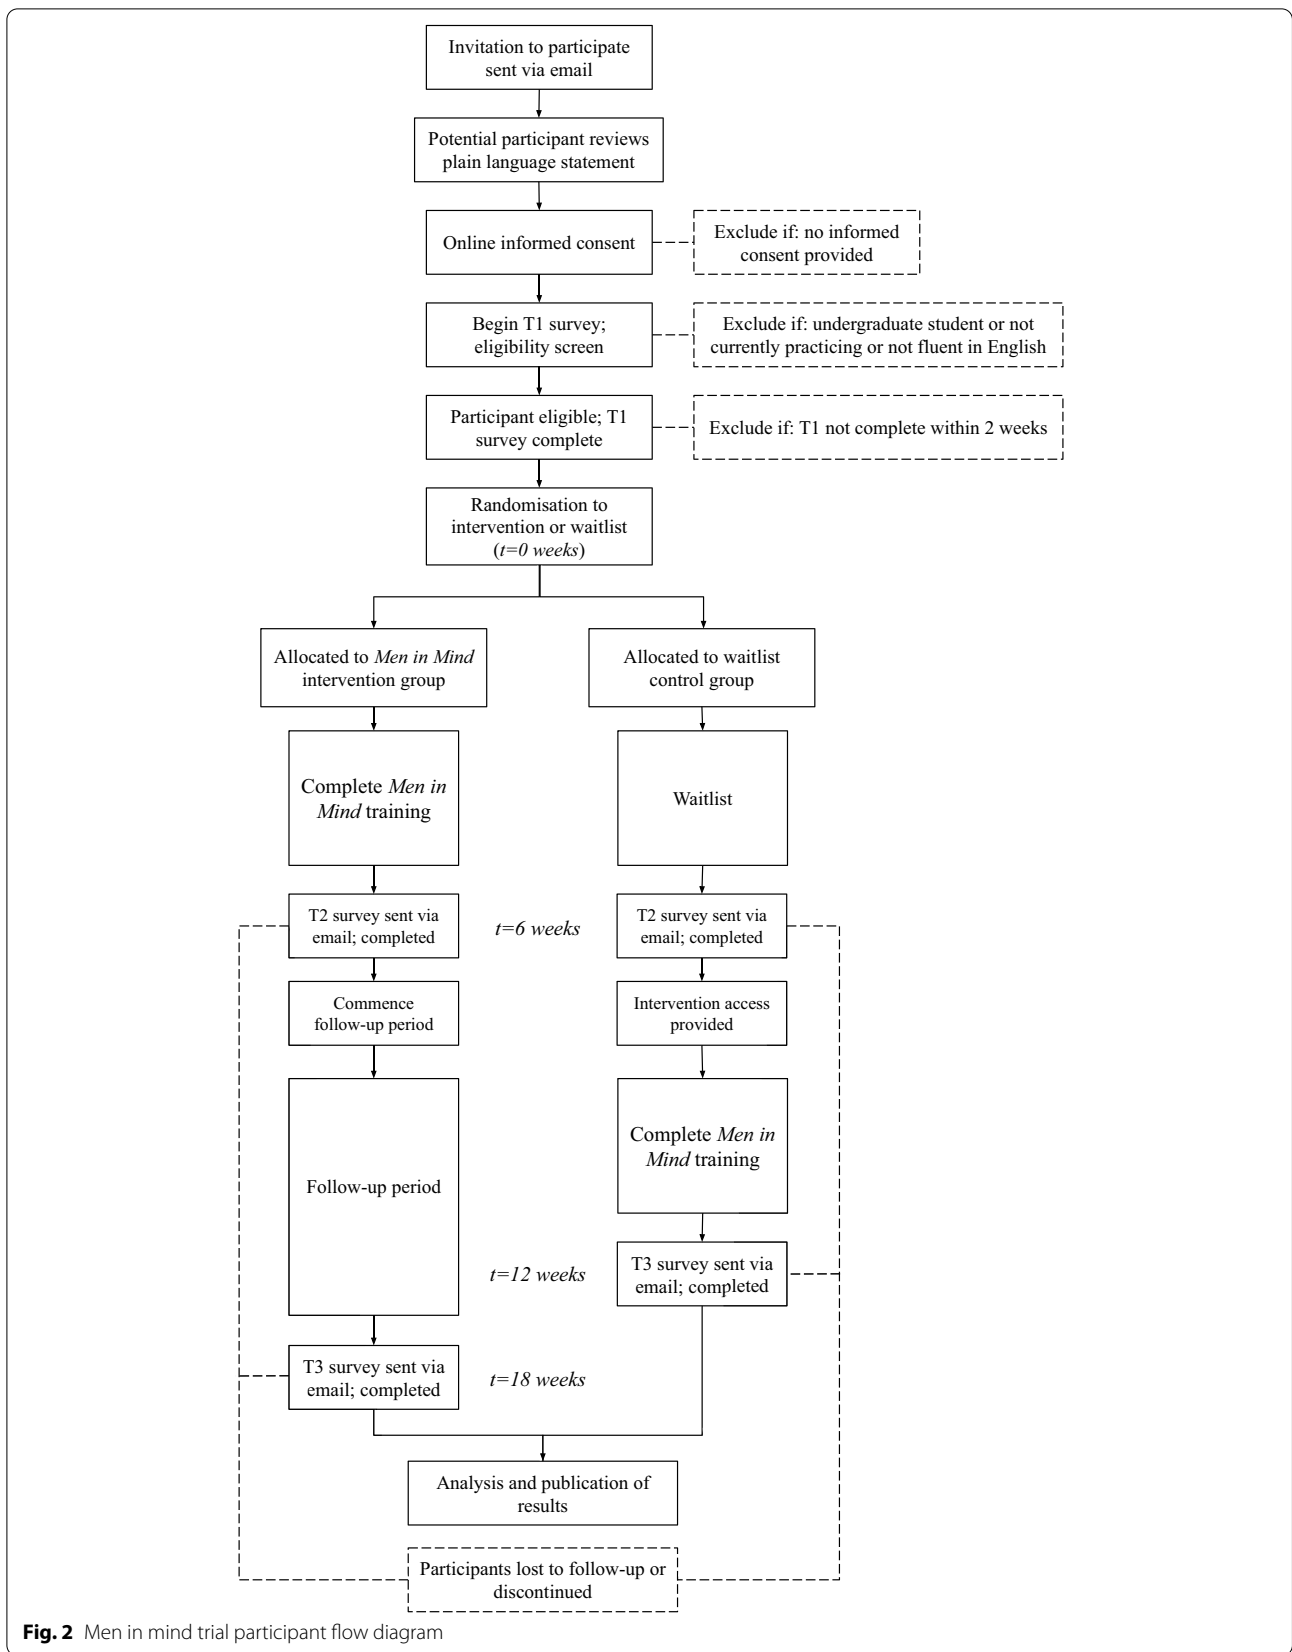 Invitation to participate
sent via email
Potential participant reviews
plain language statement
Online informed consent
Exclude if: no informed
consent provided
Begin T1 survey;
eligibility screen
Exclude if: undergraduate student or not
currently practicing or not fluent in English
Participant eligible; T1
survey complete
Exclude if: T1 not complete within 2 weeks
Randomisation to
intervention or waitlist
(t=0 weeks)
Allocated to Men in Mind
intervention group
Allocated to waitlist
control group
Complete Men in
Mind training
Waitlist
T2 survey sent via
email; completed
t=6 weeks
T2 survey sent via
email; completed
Commence
follow-up period
Intervention access
provided
Follow-up period
Complete Men in
Mind training
t=12 weeks
T3 survey sent via
email; completed
T3 survey sent via
email; completed
t=18 weeks
Analysis and publication of
results
Participants lost to follow-up or
discontinued
Fig. 2 Men in mind trial participant flow diagram